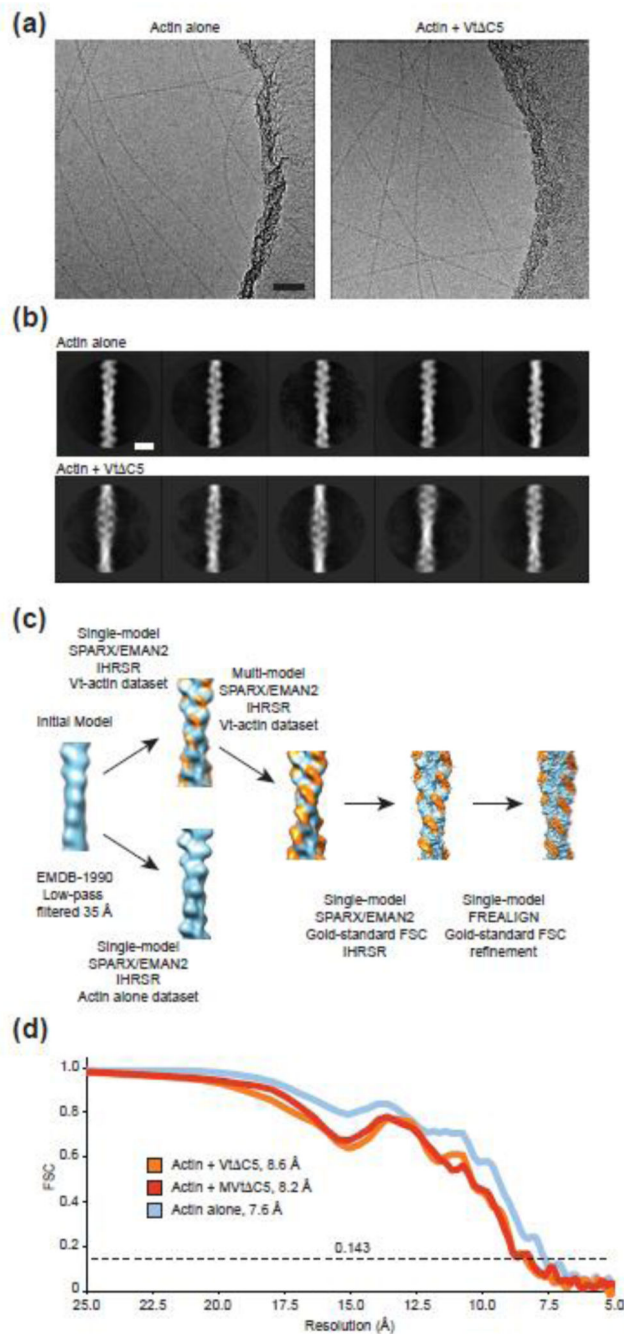 (a)
Actin alone
Actin + VtΔC5
(b)
Actin alone
Actin + VtΔC5
(c)
Single-model
SPARX/EMAN2
IHRSR
Vt-actin dataset
Multi-model
SPARX/EMAN2
IHRSR
Vt-actin dataset
Initial Model
EMDB-1990
Low-pass
filtered 35 Å
Single-model
SPARX/EMAN2
IHRSR
Actin alone dataset
Single-model
SPARX/EMAN2
Gold-standard FSC
IHRSR
Single-model
FREALIGN
Gold-standard FSC
refinement
(d)
1.0
0.8
0.6
0.4
0.2
0
FSC
Actin + VtΔC5, 8.6 Å
Actin + MVtΔC5, 8.2 Å
Actin alone, 7.6 Å
0.143
25.0 22.5 20.0 17.5 15.0 12.5 10.0 7.5 5.0
Resolution (Å)